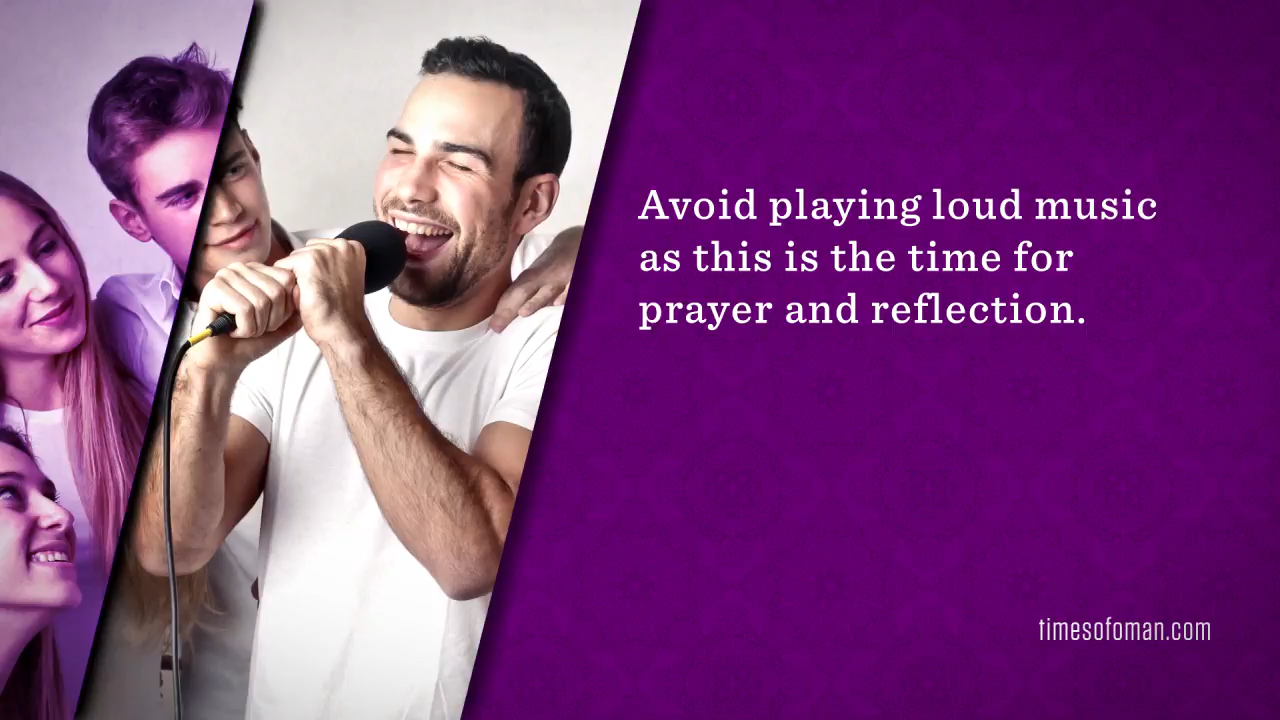 Avoid playing loud music
as this is the time for
prayer and reflection.
timesofoman.com